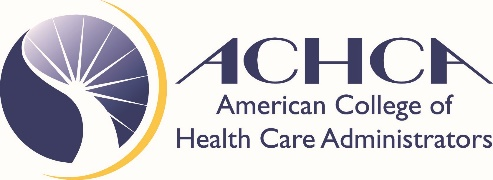 ACHCA
American College of
Health Care Administrators